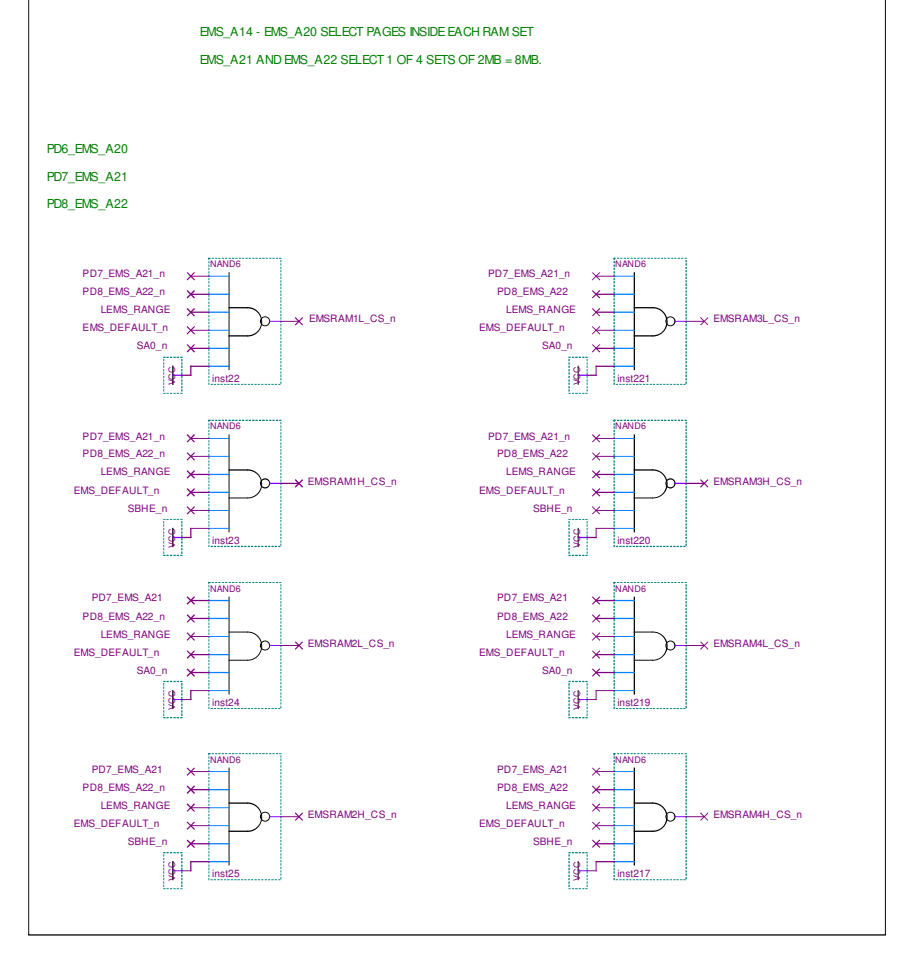 EMS_A14 - EMS_A20 SELECT PAGES INSIDE EACH RAM SET
EMS_A21 AND EMS_A22 SELECT 1 OF 4 SETS OF 2MB = 8MB.
PD6_EMS_A20
PD7_EMS_A21
PD8_EMS_A22
NAND6
PD7_EMS_A21_n
PD8_EMS_A22_n
LEMS_RANGE
EMSRAM1L_CS_n
EMS_DEFAULT_n
SA0_n
VCC
inst22
NAND6
PD7_EMS_A21_n
PD8_EMS_A22
LEMS_RANGE
EMSRAM3L_CS_n
EMS_DEFAULT_n
SA0_n
VCC
inst221
NAND6
PD7_EMS_A21_n
PD8_EMS_A22_n
LEMS_RANGE
EMSRAM1H_CS_n
EMS_DEFAULT_n
SBHE_n
VCC
inst23
NAND6
PD7_EMS_A21_n
PD8_EMS_A22
LEMS_RANGE
EMSRAM3H_CS_n
EMS_DEFAULT_n
SBHE_n
VCC
inst220
NAND6
PD7_EMS_A21
PD8_EMS_A22_n
LEMS_RANGE
EMSRAM2L_CS_n
EMS_DEFAULT_n
SA0_n
VCC
inst24
NAND6
PD7_EMS_A21
PD8_EMS_A22
LEMS_RANGE
EMSRAM4L_CS_n
EMS_DEFAULT_n
SA0_n
VCC
inst219
NAND6
PD7_EMS_A21
PD8_EMS_A22_n
LEMS_RANGE
EMSRAM2H_CS_n
EMS_DEFAULT_n
SBHE_n
VCC
inst25
NAND6
PD7_EMS_A21
PD8_EMS_A22
LEMS_RANGE
EMSRAM4H_CS_n
EMS_DEFAULT_n
SBHE_n
VCC
inst217